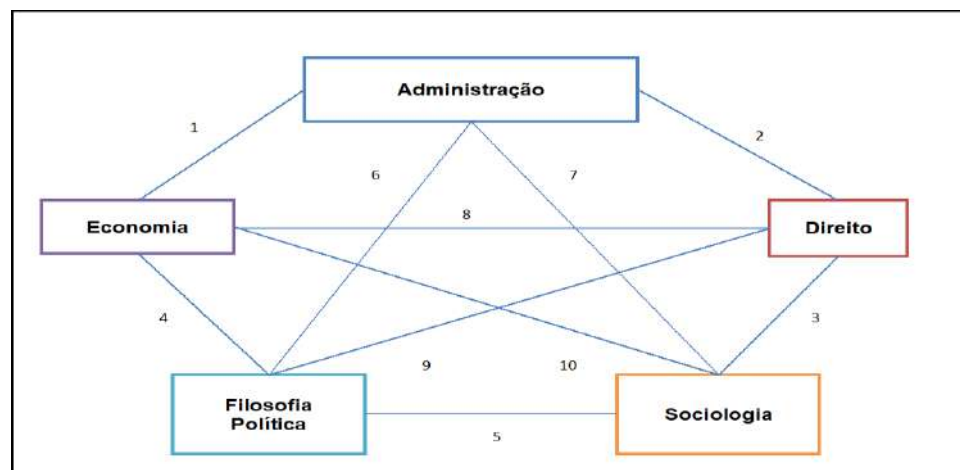 Administração
1
2
6
7
Economia
8
Direito
4
3
9
10
Filosofia
Política
Sociologia
5